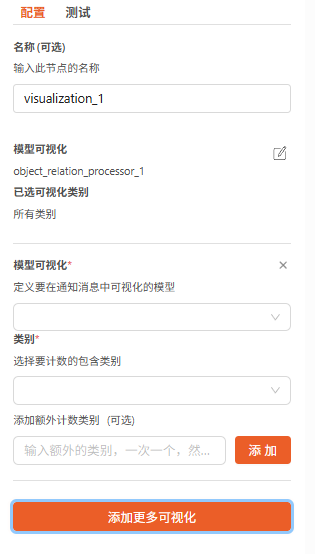 配置 测试
名称 (可选)
输入此节点的名称
visualization_1
模型可视化
object_relation_processor_1
已选可视化类别
所有类别
模型可视化*
定义要在通知消息中可视化的模型
类别*
选择要计数的包含类别
添加额外计数类别 (可选)
输入额外的类别，一次一个，然...
添 加
添加更多可视化